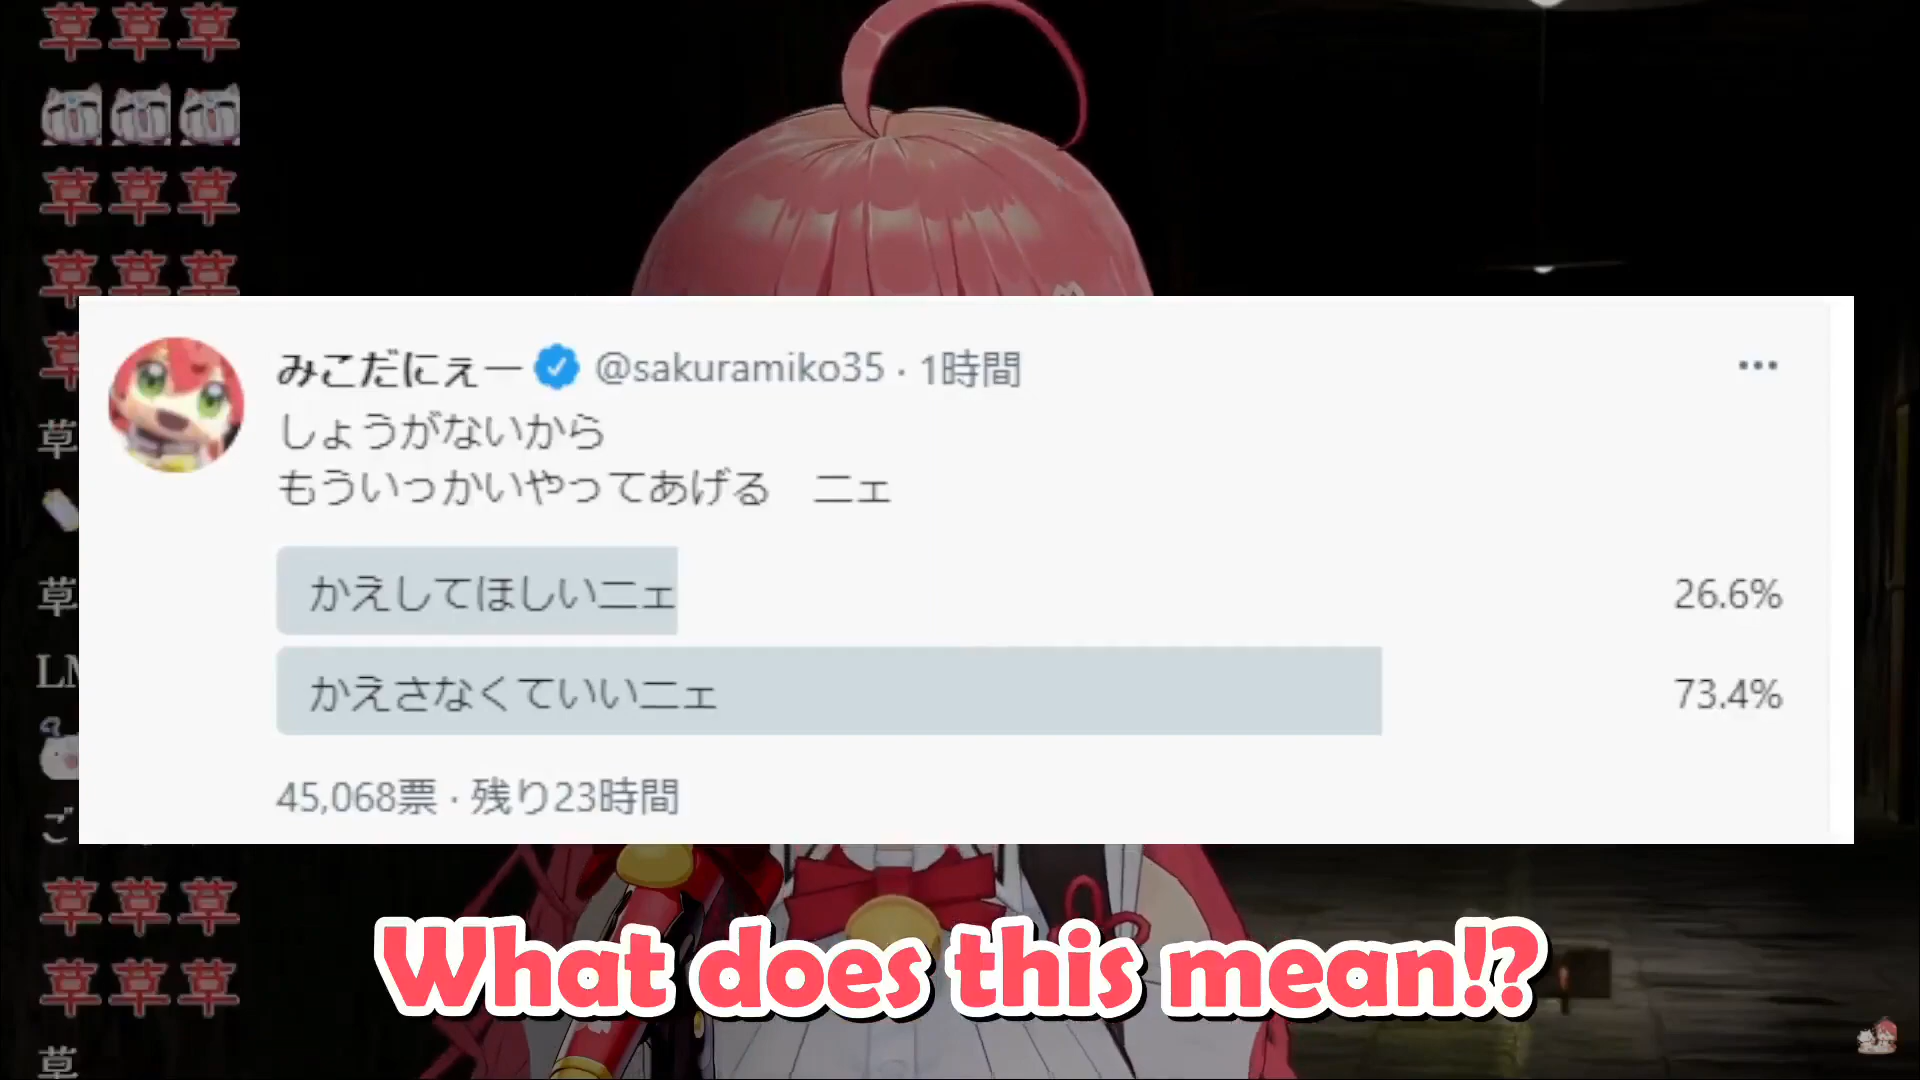 草草草
草草草
草草草
草
草
草
LM
ご
みこだにぇー @sakuramiko35 · 1時間
しょうがないから
もういっかいやってあげる　ニェ
かえしてほしいニェ 26.6%
かえさなくていいニェ 73.4%
45,068票 · 残り23時間
草草草
草草草
草
What does this mean!?